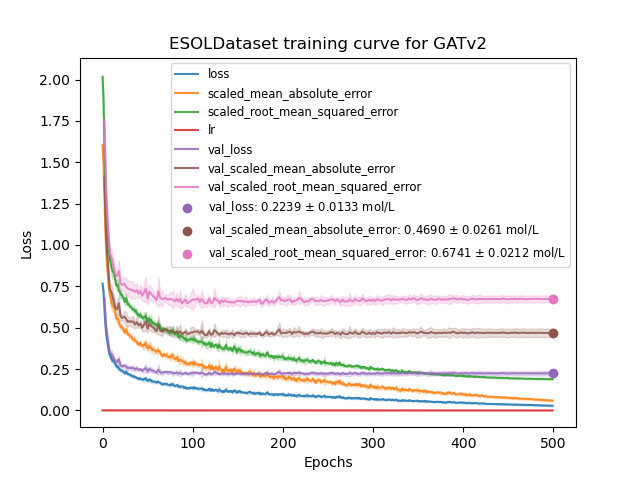 ESOLDataset training curve for GATv2
loss
scaled_mean_absolute_error
scaled_root_mean_squared_error
lr
val_loss
val_scaled_mean_absolute_error
val_scaled_root_mean_squared_error
val_loss: 0.2239 ± 0.0133 mol/L
val_scaled_mean_absolute_error: 0.4690 ± 0.0261 mol/L
val_scaled_root_mean_squared_error: 0.6741 ± 0.0212 mol/L
Loss
2.00
1.75
1.50
1.25
1.00
0.75
0.50
0.25
0.00
0 100 200 300 400 500
Epochs